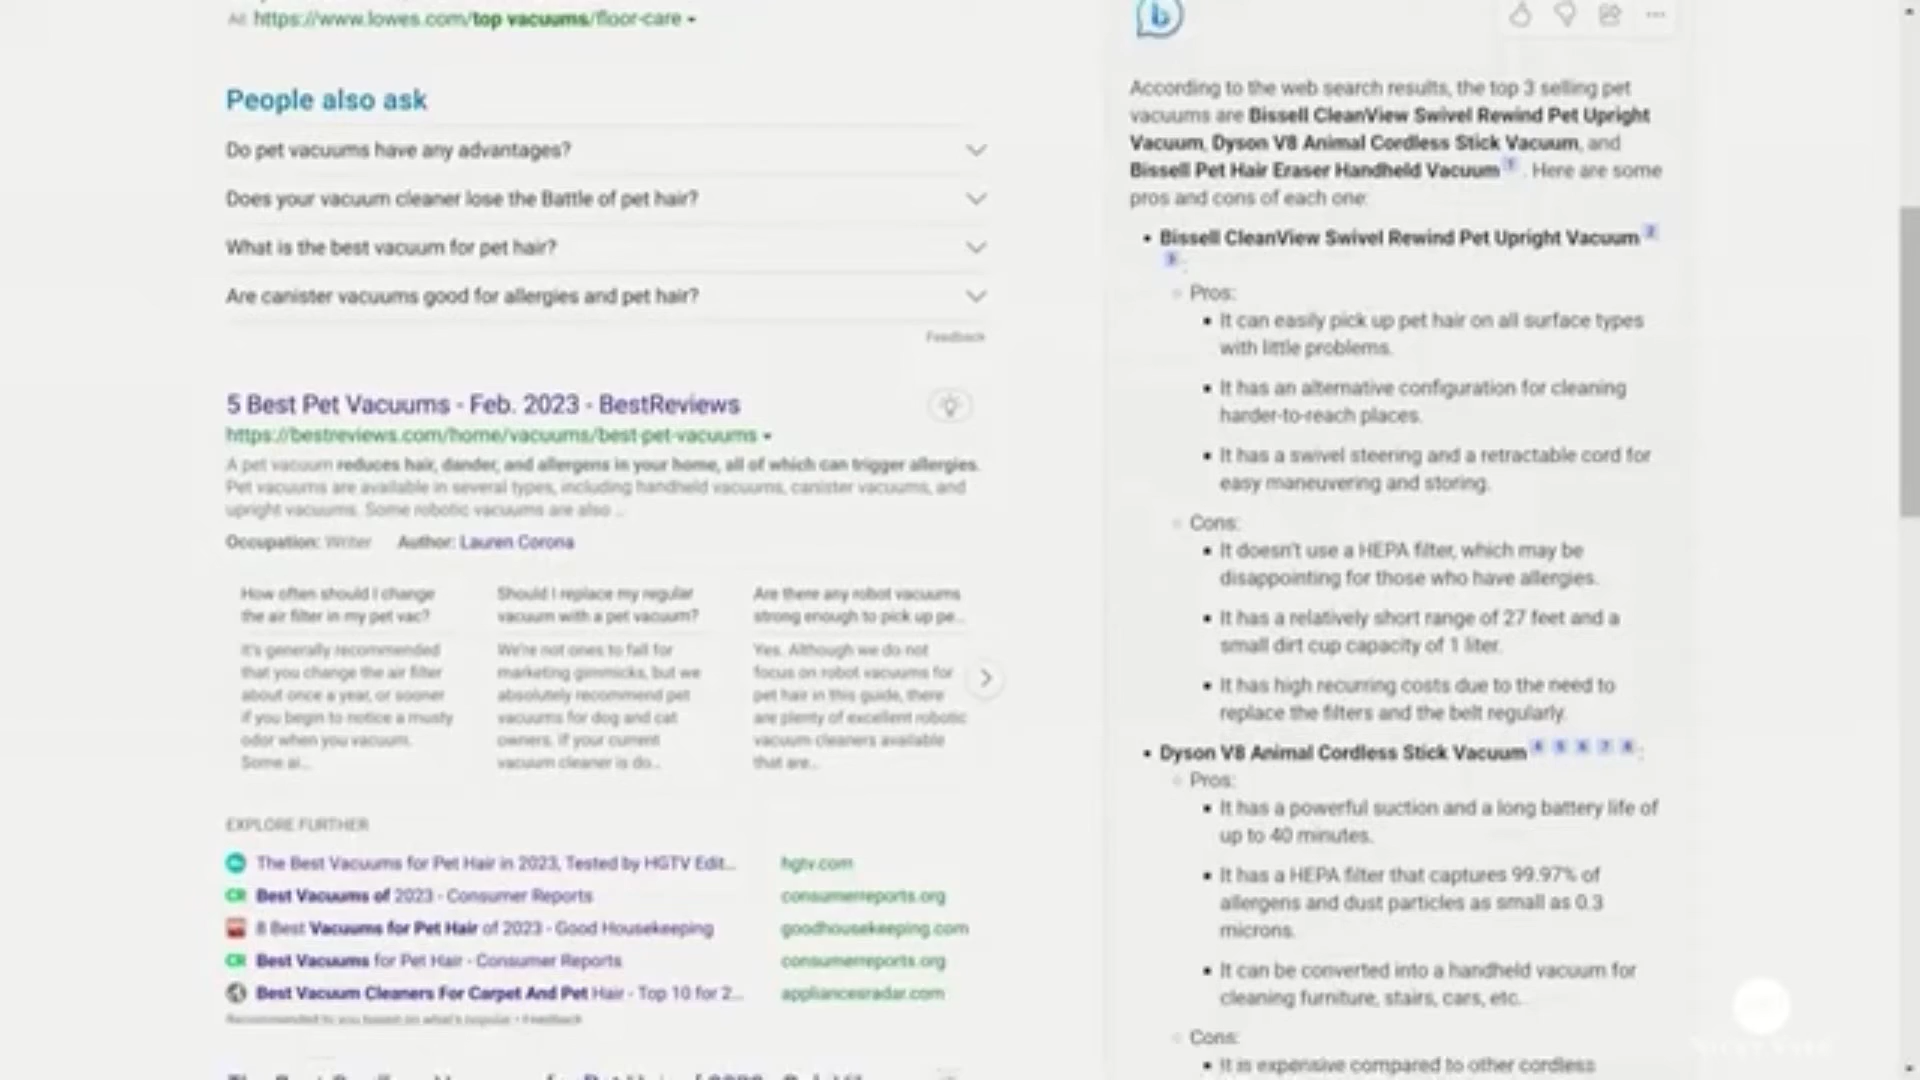 Ad https://www.lowes.com/top vacuums/floor-care
People also ask
Do pet vacuums have any advantages?
Does your vacuum cleaner lose the Battle of pet hair?
What is the best vacuum for pet hair?
Are canister vacuums good for allergies and pet hair?
Feedback
5 Best Pet Vacuums - Feb. 2023 - BestReviews
https://bestreviews.com/home/vacuums/best-pet-vacuums
A pet vacuum reduces hair, dander, and allergens in your home, all of which can trigger allergies.
Pet vacuums are available in several types, including handheld vacuums, canister vacuums, and
upright vacuums. Some robotic vacuums are also ...
Occupation: Writer Author: Lauren Corona
How often should I change
the air filter in my pet vac?
It's generally recommended
that you change the air filter
about once a year, or sooner
if you begin to notice a musty
odor when you vacuum.
Some ai...
Should I replace my regular
vacuum with a pet vacuum?
We're not ones to fall for
marketing gimmicks, but we
absolutely recommend pet
vacuums for dog and cat
owners. If your current
vacuum cleaner is do...
Are there any robot vacuums
strong enough to pick up pe...
Yes. Although we do not
focus on robot vacuums for
pet hair in this guide, there
are plenty of excellent robotic
vacuum cleaners available
that are...
EXPLORE FURTHER
The Best Vacuums for Pet Hair in 2023, Tested by HGTV Edit... hgtv.com
CR Best Vacuums of 2023 - Consumer Reports consumerreports.org
8 Best Vacuums for Pet Hair of 2023 - Good Housekeeping goodhousekeeping.com
CR Best Vacuums for Pet Hair - Consumer Reports consumerreports.org
Best Vacuum Cleaners For Carpet And Pet Hair - Top 10 for 2... appliancesradar.com
Recommended to you based on what's popular • Feedback
b
According to the web search results, the top 3 selling pet
vacuums are Bissell CleanView Swivel Rewind Pet Upright
Vacuum, Dyson V8 Animal Cordless Stick Vacuum, and
Bissell Pet Hair Eraser Handheld Vacuum 1 . Here are some
pros and cons of each one:
• Bissell CleanView Swivel Rewind Pet Upright Vacuum 2
3 :
Pros:
It can easily pick up pet hair on all surface types
with little problems.
It has an alternative configuration for cleaning
harder-to-reach places.
It has a swivel steering and a retractable cord for
easy maneuvering and storing.
Cons:
It doesn't use a HEPA filter, which may be
disappointing for those who have allergies.
It has a relatively short range of 27 feet and a
small dirt cup capacity of 1 liter.
It has high recurring costs due to the need to
replace the filters and the belt regularly.
• Dyson V8 Animal Cordless Stick Vacuum 4 5 6 7 8 :
Pros:
It has a powerful suction and a long battery life of
up to 40 minutes.
It has a HEPA filter that captures 99.97% of
allergens and dust particles as small as 0.3
microns.
It can be converted into a handheld vacuum for
cleaning furniture, stairs, cars, etc.
Cons:
It is expensive compared to other cordless